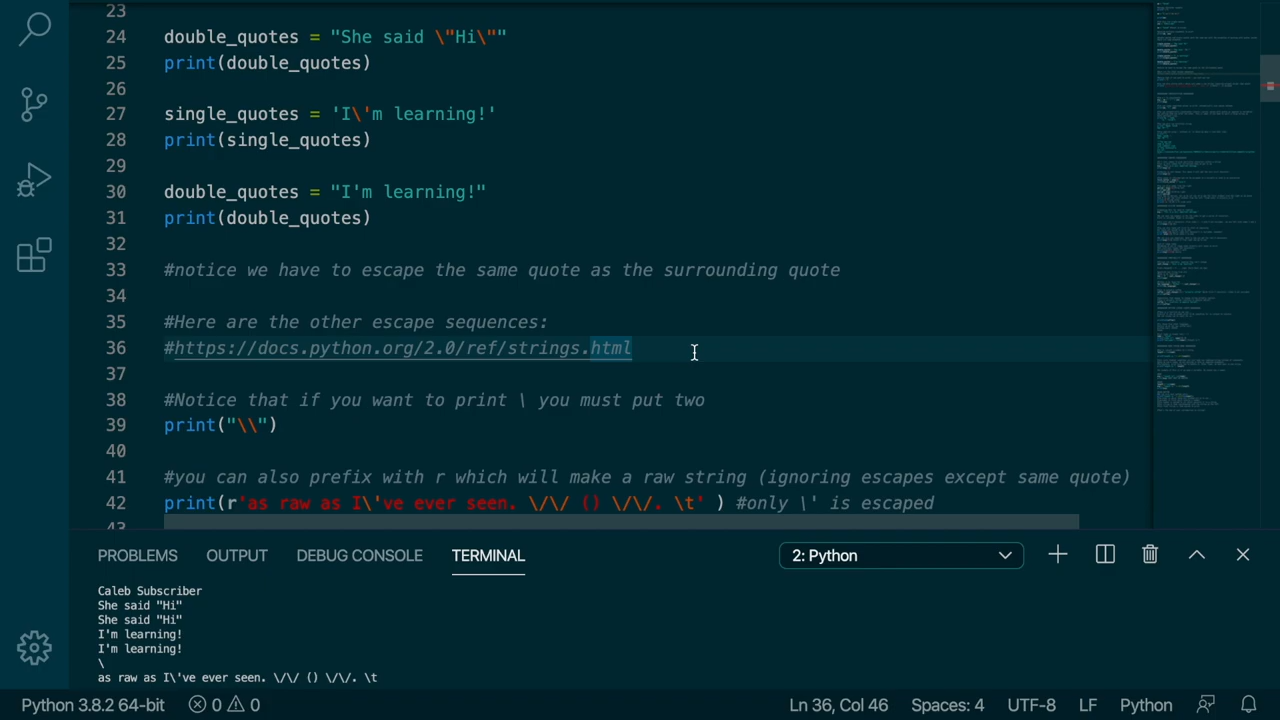 23
24 double_quotes = "She said \"Hi\""
25 print(double_quotes)
26
27 single_quotes = 'I\'m learning!'
28 print(single_quotes)
29
30 double_quotes = "I'm learning!"
31 print(double_quotes)
32
33 #notice we have to escape the same quote as the surrounding quote
34
35 #Here are the other escape sequences:
36 #https://docs.python.org/2.0/ref/strings.html
37
38 #Notice that if you want to print \ you must put two
39 print("\\")
40
41 #you can also prefix with r which will make a raw string (ignoring escapes except same quote)
42 print(r'as raw as I\'ve ever seen. \/\/ () \/\/. \t' ) #only \' is escaped
43
PROBLEMS OUTPUT DEBUG CONSOLE TERMINAL 2: Python
Caleb Subscriber
She said "Hi"
She said "Hi"
I'm learning!
I'm learning!
\
as raw as I\'ve ever seen. \/\/ () \/\/. \t
Python 3.8.2 64-bit 0 0 Ln 36, Col 46 Spaces: 4 UTF-8 LF Python